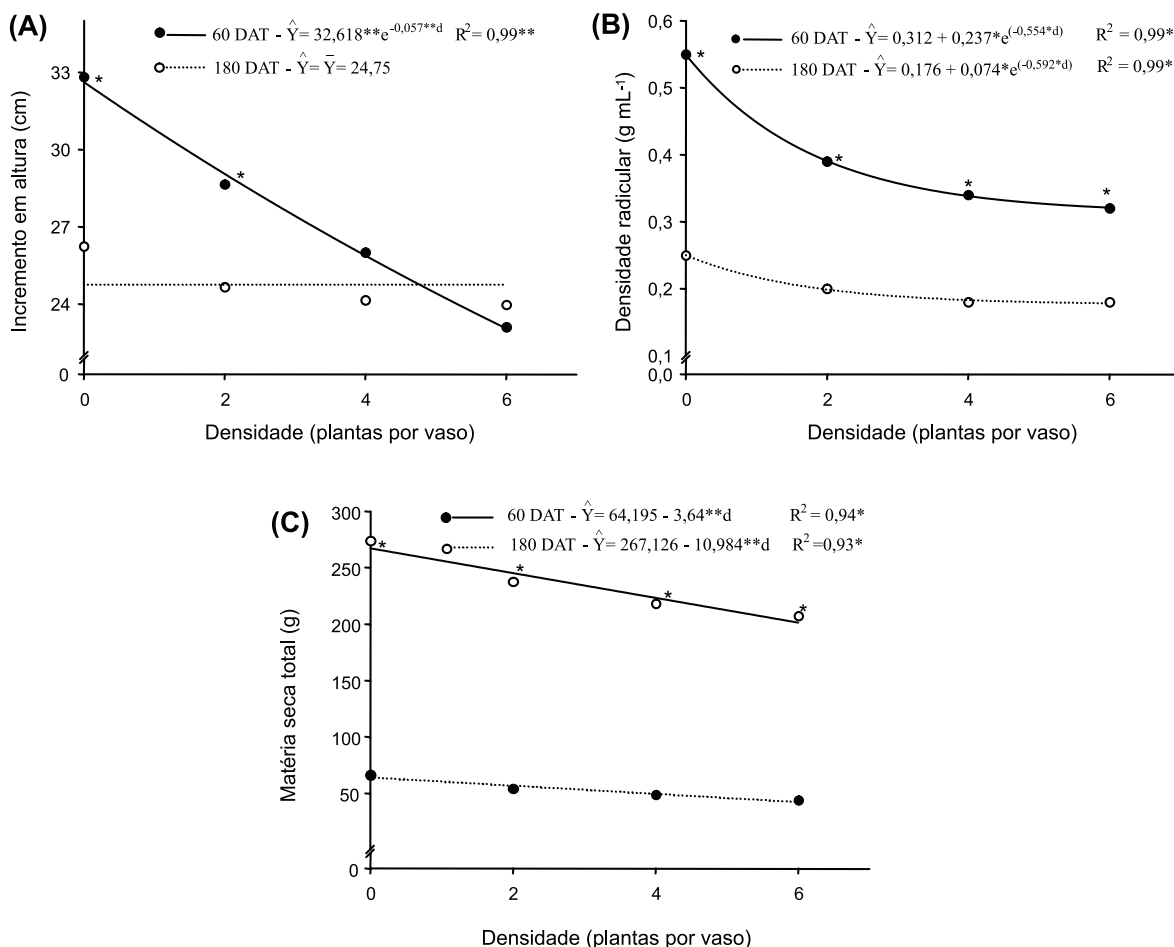 (A)
60 DAT - Ŷ = 32,618**e^-0,057**d R² = 0,99**
180 DAT - Ŷ = Y̅ = 24,75
Incremento em altura (cm)
33
30
27
24
0
*
*
0 2 4 6
Densidade (plantas por vaso)
(B)
60 DAT - Ŷ = 0,312 + 0,237*e^(-0,554*d) R² = 0,99*
180 DAT - Ŷ = 0,176 + 0,074*e^(-0,592*d) R² = 0,99*
Densidade radicular (g mL⁻¹)
0,6
0,5
0,4
0,3
0,2
0,1
0,0
*
*
*
*
0 2 4 6
Densidade (plantas por vaso)
(C)
60 DAT - Ŷ = 64,195 - 3,64**d R² = 0,94*
180 DAT - Ŷ = 267,126 - 10,984**d R² =0,93*
Matéria seca total (g)
300
250
200
150
100
50
0
*
*
*
*
0 2 4 6
Densidade (plantas por vaso)